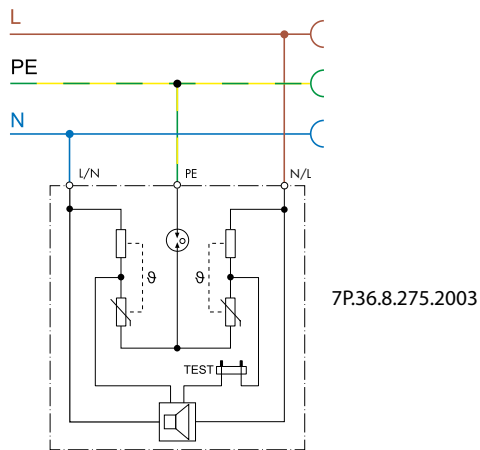 L
PE
N
L/N PE N/L
ϑ ϑ
7P.36.8.275.2003
TEST